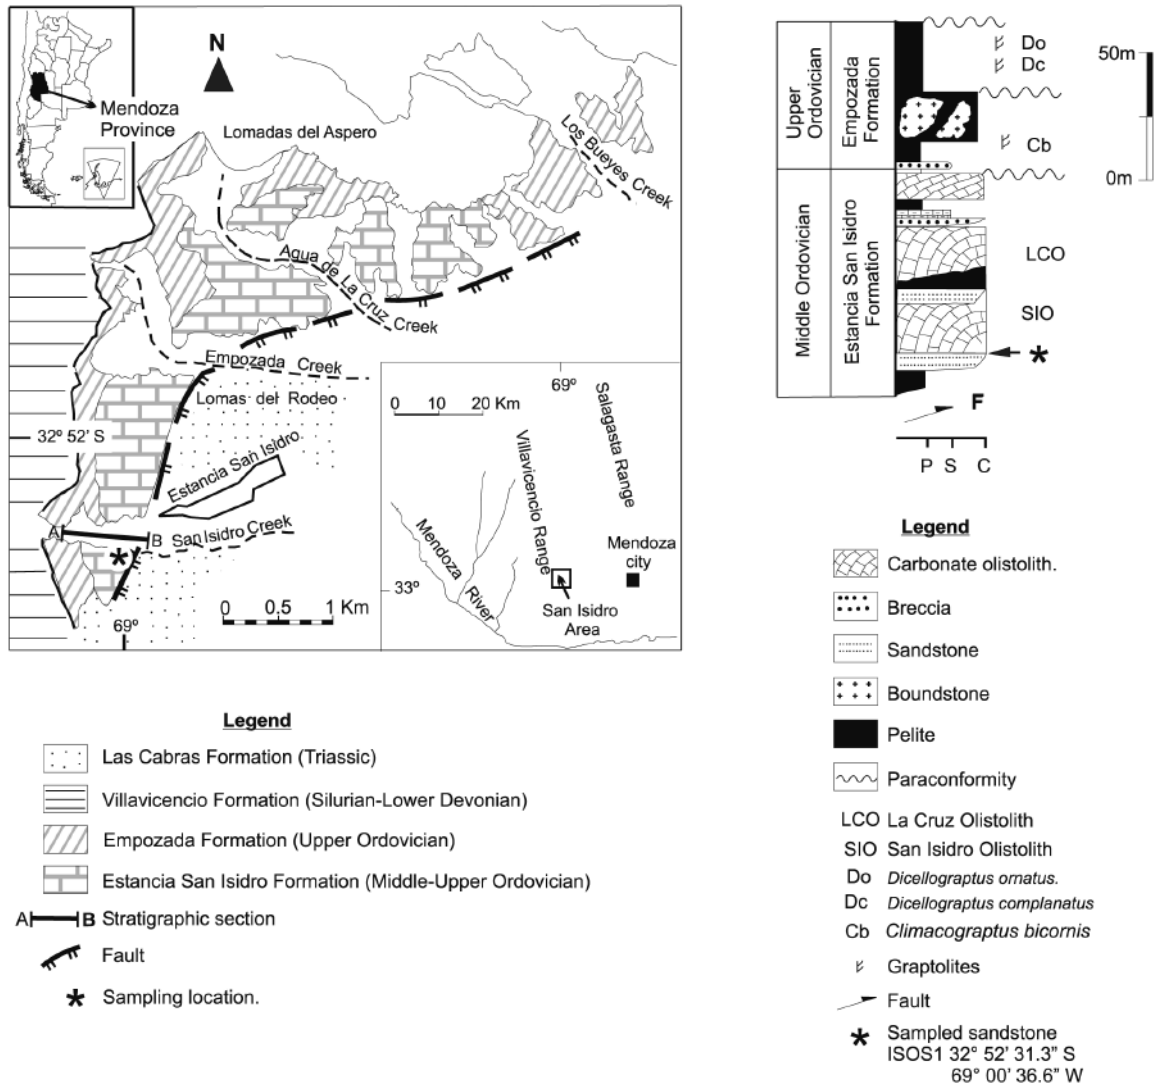 N
Mendoza
Province
Lomadas del Aspero
Los Bueyes Creek
Agua de La Cruz Creek
Empozada Creek
Lomas del Rodeo
32º 52' S
Estancia San Isidro
A
B
San Isidro Creek
0 0.5 1 Km
69º
69º
0 10 20 Km
Salagasta Range
Villavicencio Range
Mendoza River
Mendoza
city
33º
San Isidro
Area
Legend
Las Cabras Formation (Triassic)
Villavicencio Formation (Silurian-Lower Devonian)
Empozada Formation (Upper Ordovician)
Estancia San Isidro Formation (Middle-Upper Ordovician)
A B Stratigraphic section
Fault
* Sampling location.
Upper
Ordovician
Empozada
Formation
Middle Ordovician
Estancia San Isidro
Formation
Do
Dc
Cb
50m
0m
LCO
SIO
*
F
P S C
Legend
Carbonate olistolith.
Breccia
Sandstone
Boundstone
Pelite
Paraconformity
LCO La Cruz Olistolith
SIO San Isidro Olistolith
Do Dicellograptus ornatus.
Dc Dicellograptus complanatus
Cb Climacograptus bicornis
Graptolites
Fault
* Sampled sandstone
ISOS1 32° 52' 31.3" S
69° 00' 36.6" W